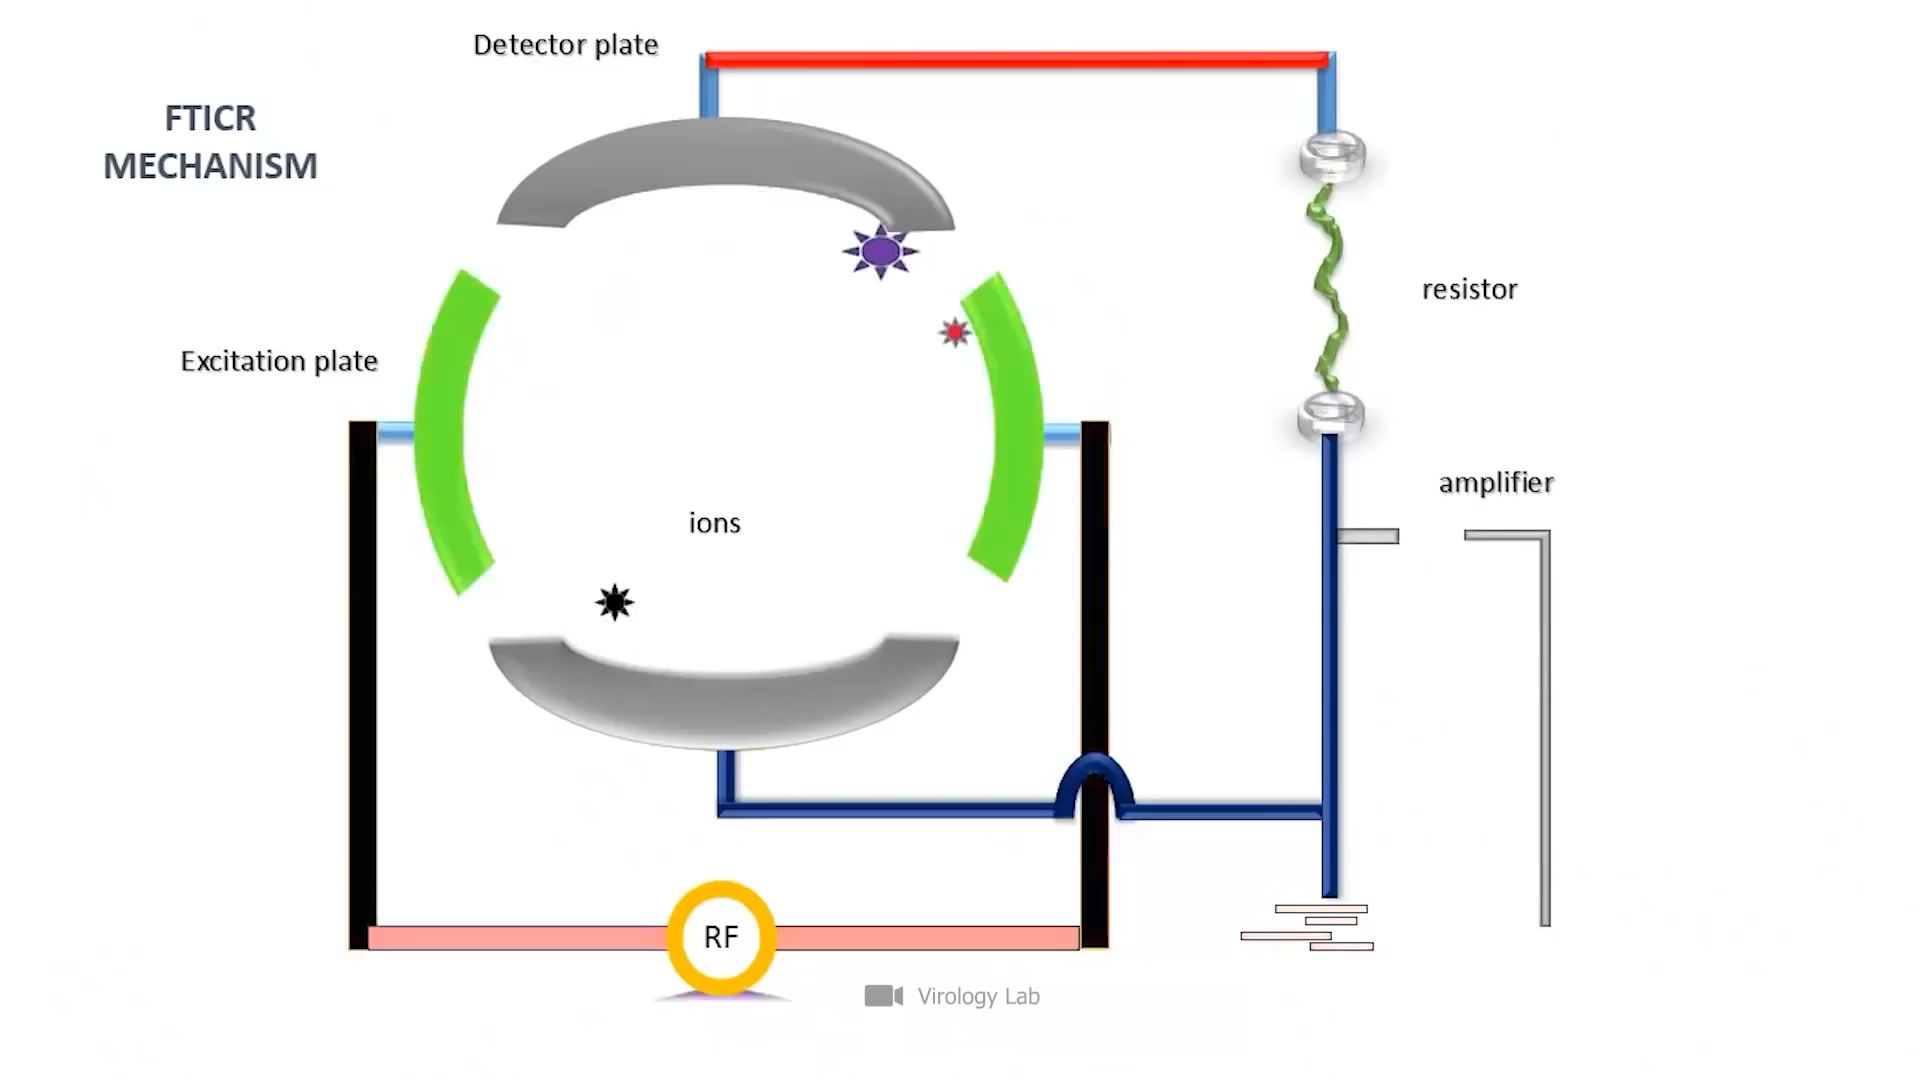 Detector plate
FTICR
MECHANISM
resistor
Excitation plate
amplifier
ions
RF
Virology Lab